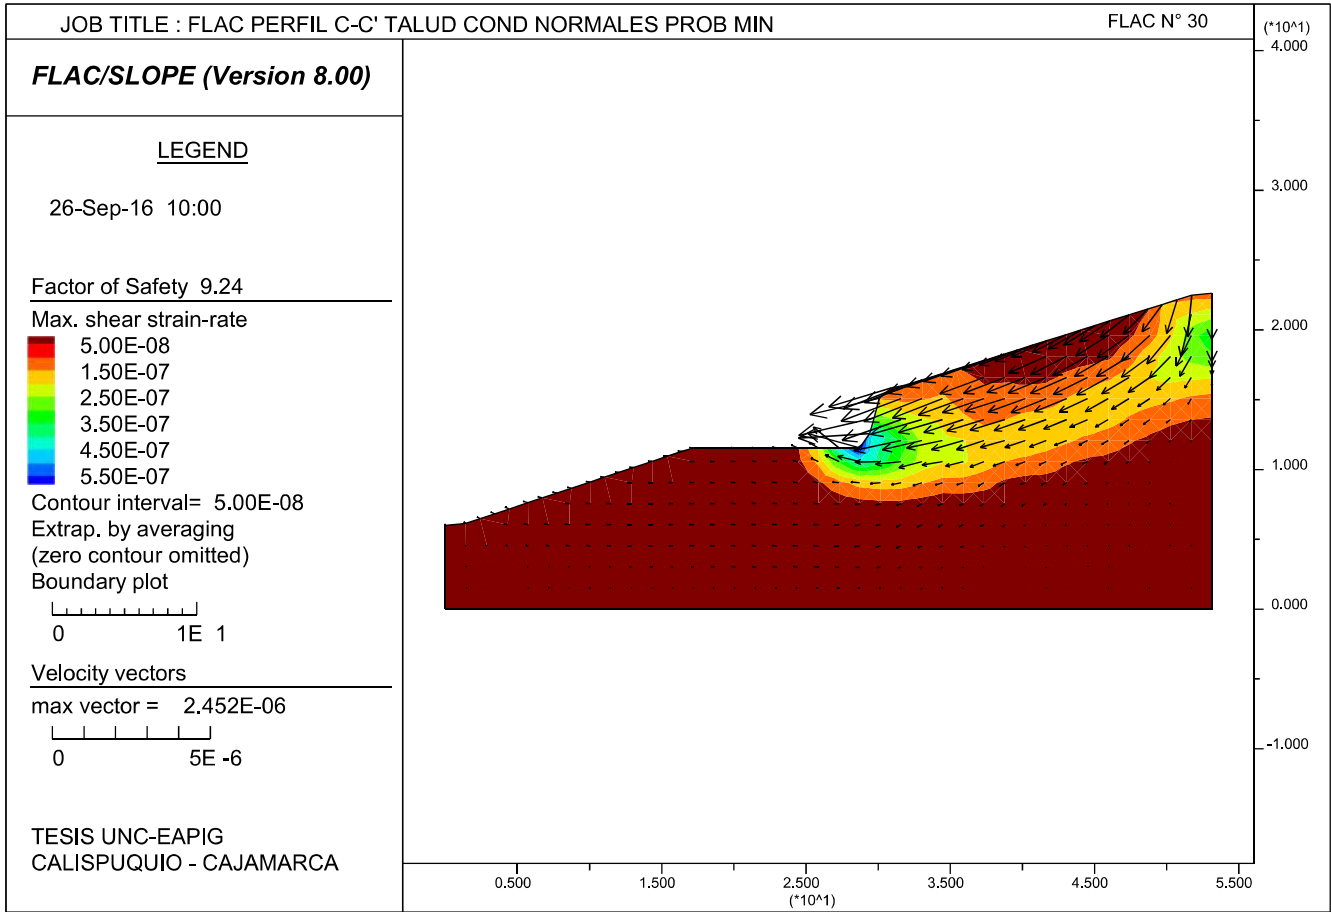 JOB TITLE : FLAC PERFIL C-C' TALUD COND NORMALES PROB MIN
FLAC N° 30
(*10^1)
FLAC/SLOPE (Version 8.00)
LEGEND
26-Sep-16 10:00
Factor of Safety 9.24
Max. shear strain-rate
5.00E-08
1.50E-07
2.50E-07
3.50E-07
4.50E-07
5.50E-07
Contour interval= 5.00E-08
Extrap. by averaging
(zero contour omitted)
Boundary plot
0 1E 1
Velocity vectors
max vector = 2.452E-06
0 5E -6
TESIS UNC-EAPIG
CALISPUQUIO - CAJAMARCA
4.000
3.000
2.000
1.000
0.000
-1.000
0.500 1.500 2.500 3.500 4.500 5.500
(*10^1)